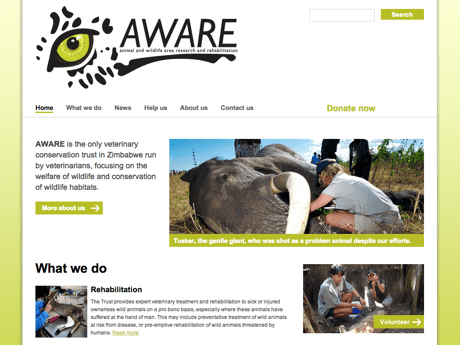 AWARE
animal and wildlife area research and rehabilitation
Search
Home What we do News Help us About us Contact us Donate now
AWARE is the only veterinary
conservation trust in Zimbabwe run
by veterinarians, focusing on the
welfare of wildlife and conservation
of wildlife habitats.
More about us
Tusker, the gentle giant, who was shot as a problem animal despite our efforts.
What we do
Rehabilitation
The Trust provides expert veterinary treatment and rehabilitation to sick or injured
ownerless wild animals on a pro bono basis, especially where these animals have
suffered at the hand of man. This may include preventative treatment of wild animals
at risk from disease, or pre-emptive rehabilitation of wild animals threatened by
humans. Read more
Volunteer